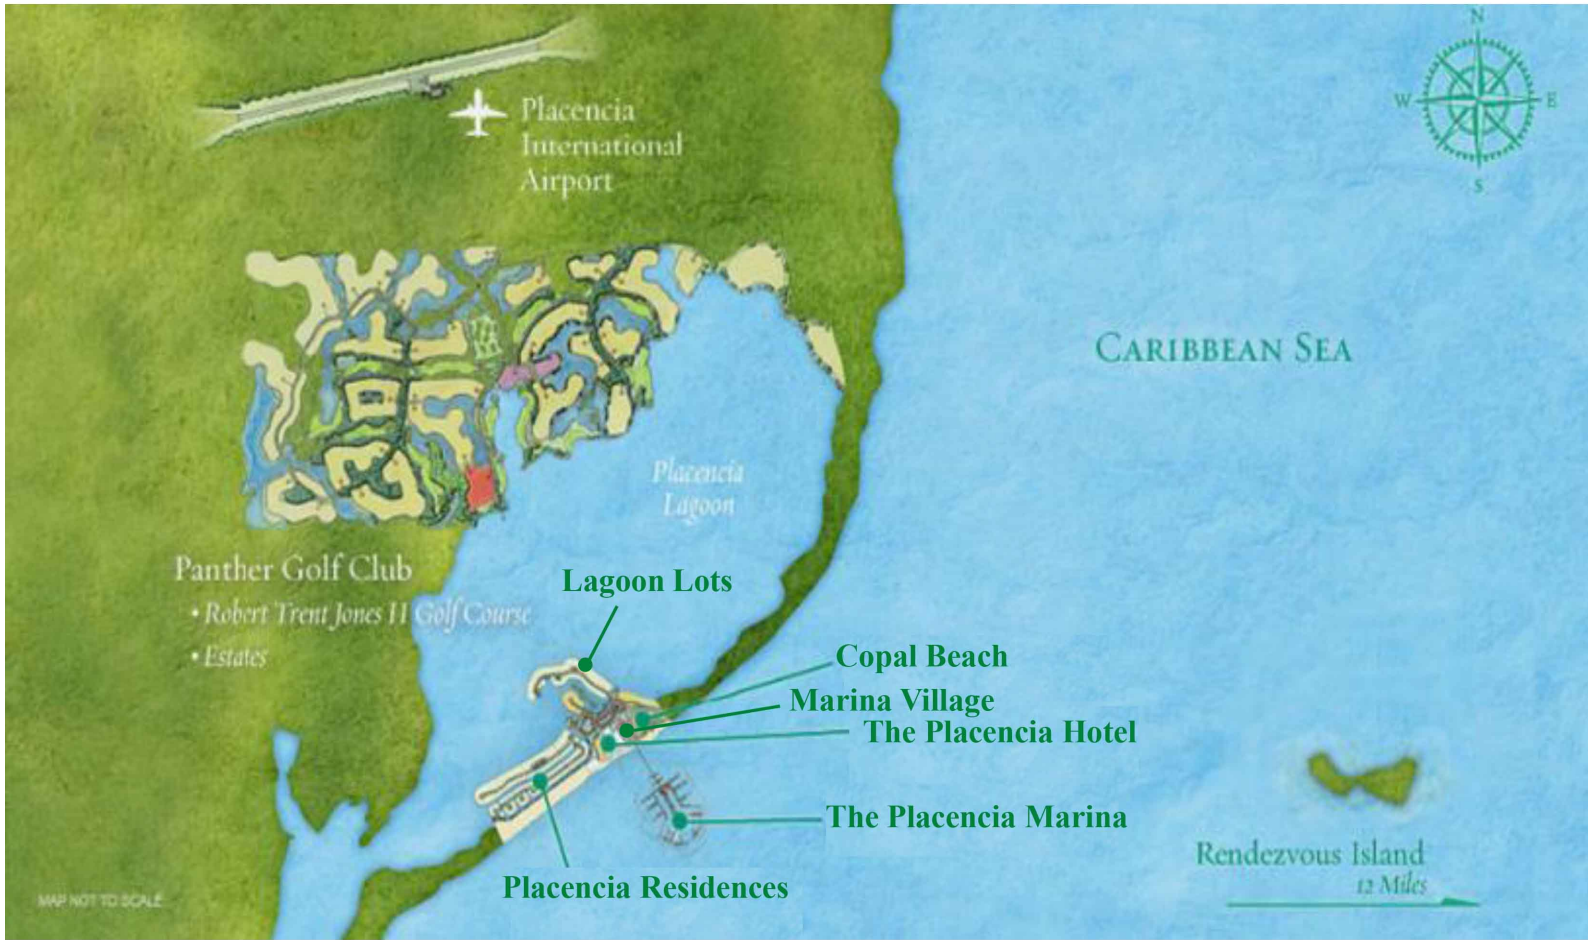 N
W
E
S
Placencia
International
Airport
CARIBBEAN SEA
Placencia
Lagoon
Panther Golf Club
• Robert Trent Jones II Golf Course
• Estates
Lagoon Lots
Copal Beach
Marina Village
The Placencia Hotel
The Placencia Marina
Placencia Residences
Rendezvous Island
12 Miles
MAP NOT TO SCALE